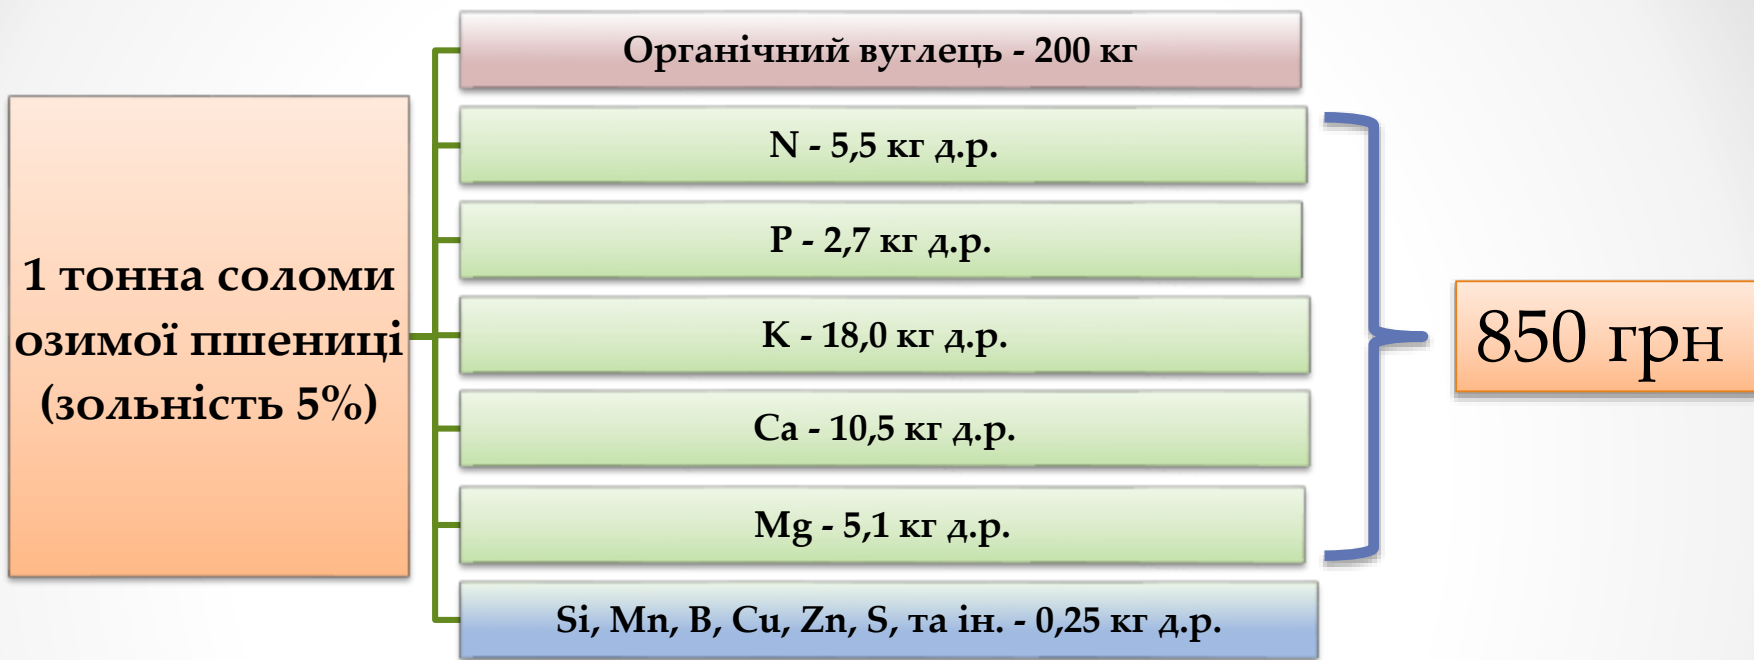 Органічний вуглець - 200 кг
N - 5,5 кг д.р.
P - 2,7 кг д.р.
1 тонна соломи
озимої пшениці
(зольність 5%)
K - 18,0 кг д.р.
850 грн
Ca - 10,5 кг д.р.
Mg - 5,1 кг д.р.
Si, Mn, B, Cu, Zn, S, та ін. - 0,25 кг д.р.